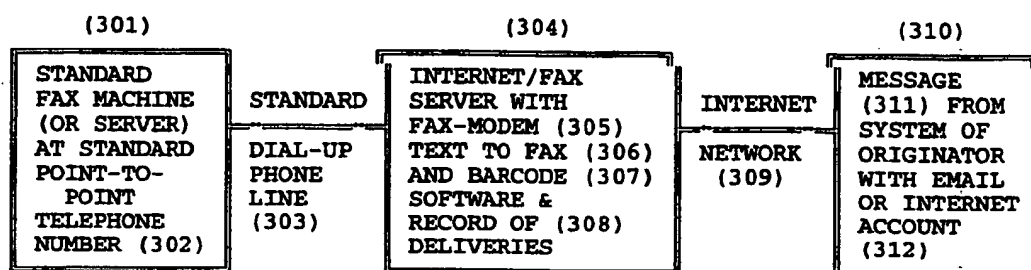 (301)
STANDARD
FAX MACHINE
(OR SERVER)
AT STANDARD
POINT-TO-
POINT
TELEPHONE
NUMBER (302)
STANDARD
DIAL-UP
PHONE
LINE
(303)
(304)
INTERNET/FAX
SERVER WITH
FAX-MODEM (305)
TEXT TO FAX (306)
AND BARCODE (307)
SOFTWARE &
RECORD OF (308)
DELIVERIES
INTERNET
NETWORK
(309)
(310)
MESSAGE
(311) FROM
SYSTEM OF
ORIGINATOR
WITH EMAIL
OR INTERNET
ACCOUNT
(312)